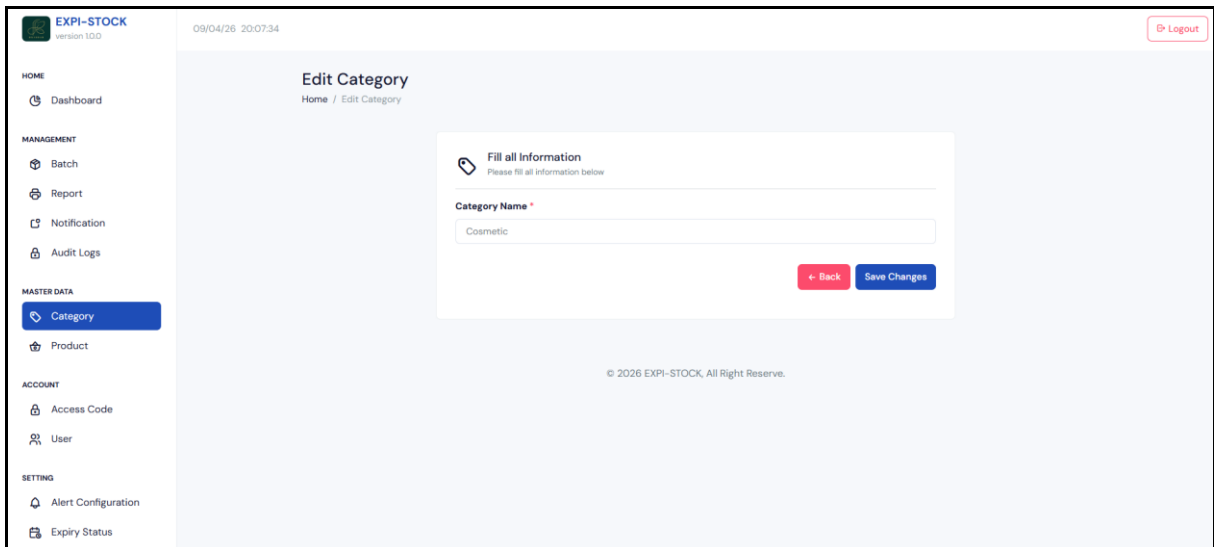 EXPI-STOCK
version 1.0.0
09/04/26 20:07:34
Logout
HOME
Dashboard
MANAGEMENT
Batch
Report
Notification
Audit Logs
MASTER DATA
Category
Product
ACCOUNT
Access Code
User
SETTING
Alert Configuration
Expiry Status
Edit Category
Home / Edit Category
Fill all Information
Please fill all information below
Category Name *
Cosmetic
← Back
Save Changes
© 2026 EXPI-STOCK, All Right Reserve.